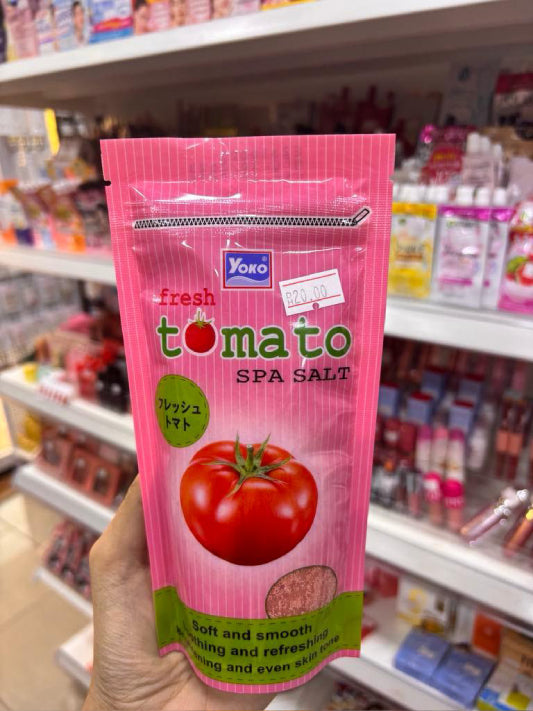 YOKO
R20.00
fresh
tomato
SPA SALT
フレッシュ
トマト
Soft and smooth
and refreshing
and even skin tone